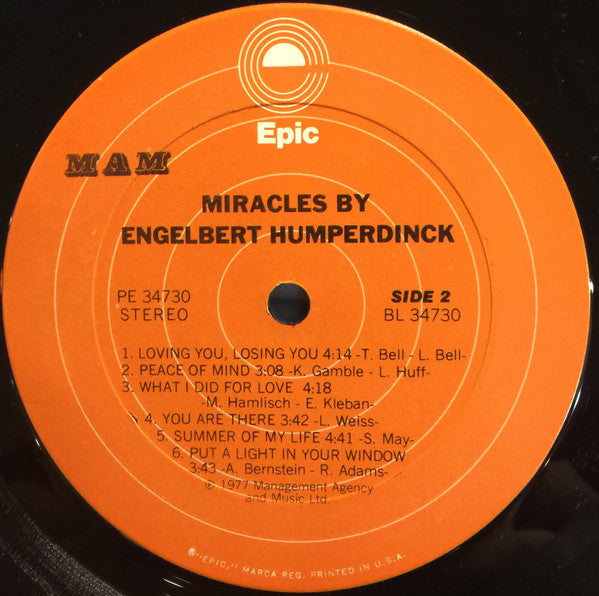 Epic
MAM
MIRACLES BY
ENGELBERT HUMPERDINCK
PE 34730
STEREO
SIDE 2
BL 34730
1. LOVING YOU, LOSING YOU 4:14 -T. Bell - L. Bell-
2. PEACE OF MIND 3:08 -K. Gamble - L. Huff-
3. WHAT I DID FOR LOVE 4:18
-M. Hamlisch - E. Kleban-
4. YOU ARE THERE 3:42 -L. Weiss-
5. SUMMER OF MY LIFE 4:41 -S. May-
6. PUT A LIGHT IN YOUR WINDOW
3:43 -A. Bernstein - R. Adams-
℗ 1977 Management Agency
and Music Ltd.
®"EPIC," MARCA REG. PRINTED IN U.S.A.